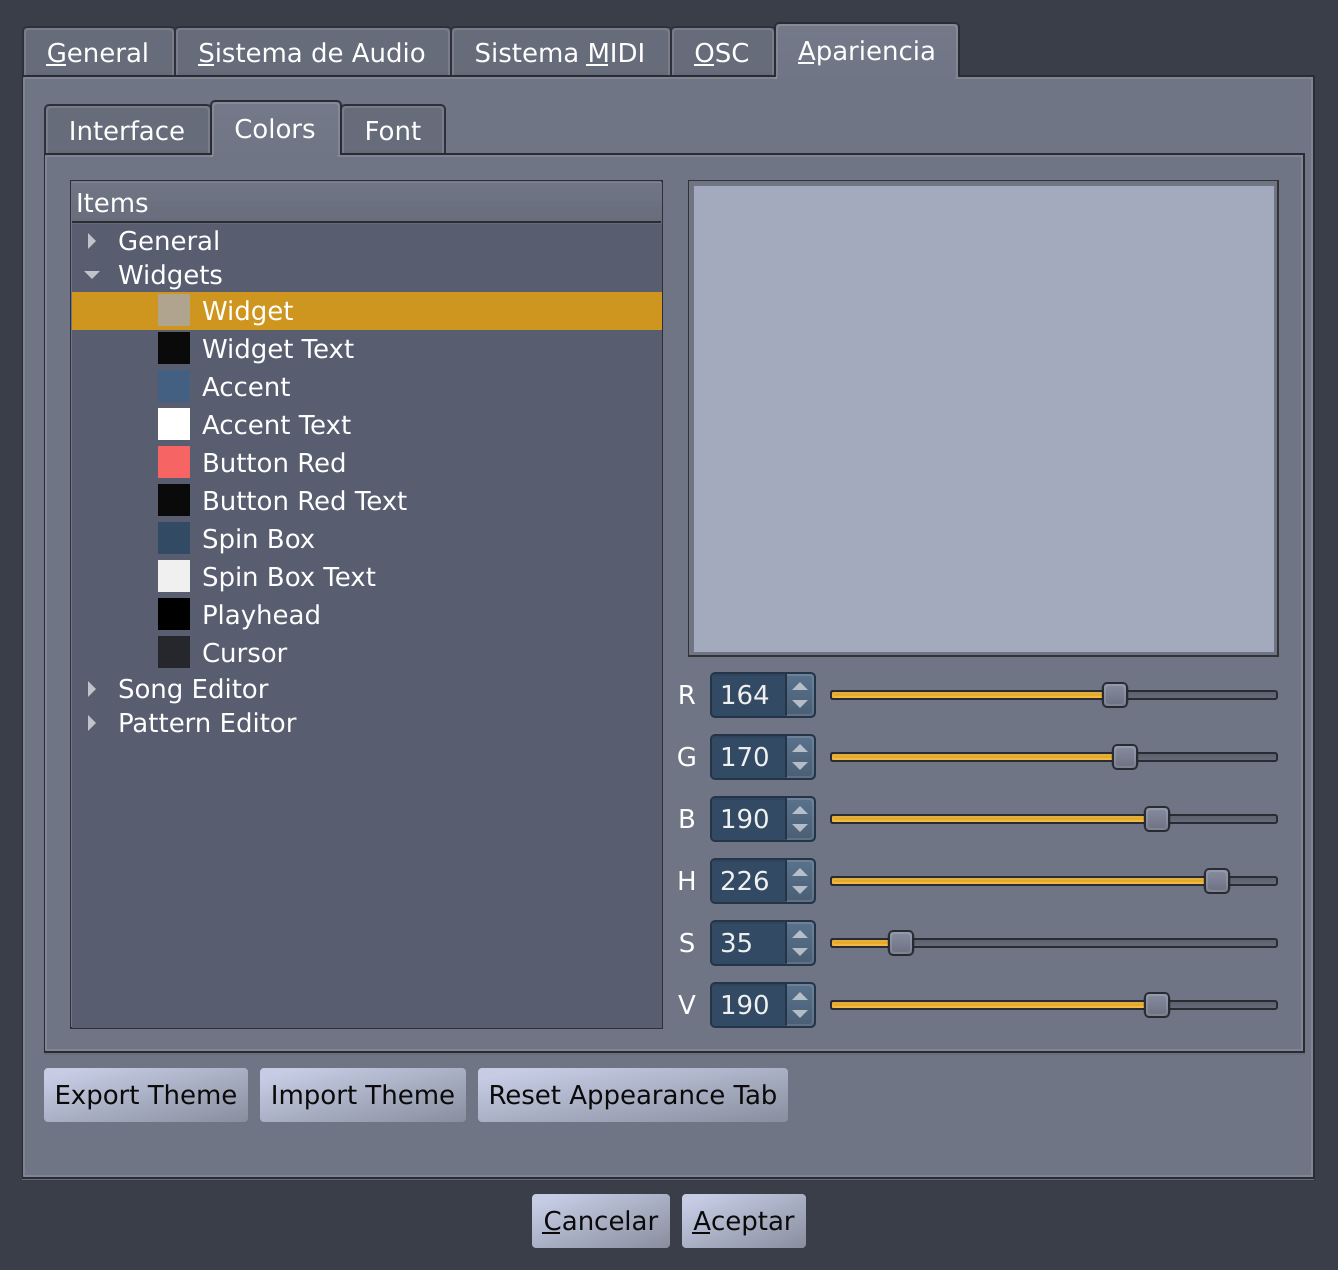 General Sistema de Audio Sistema MIDI OSC Apariencia
Interface Colors Font
Items
General
Widgets
Widget
Widget Text
Accent
Accent Text
Button Red
Button Red Text
Spin Box
Spin Box Text
Playhead
Cursor
Song Editor
Pattern Editor
R 164
G 170
B 190
H 226
S 35
V 190
Export Theme Import Theme Reset Appearance Tab
Cancelar Aceptar